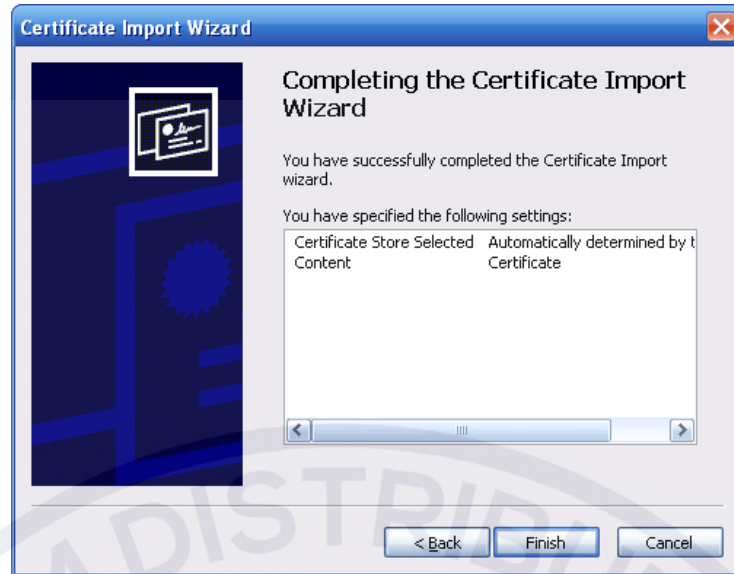 Certificate Import Wizard
Completing the Certificate Import
Wizard
You have successfully completed the Certificate Import
wizard.
You have specified the following settings:
Certificate Store Selected Automatically determined by t
Content Certificate
< Back Finish Cancel